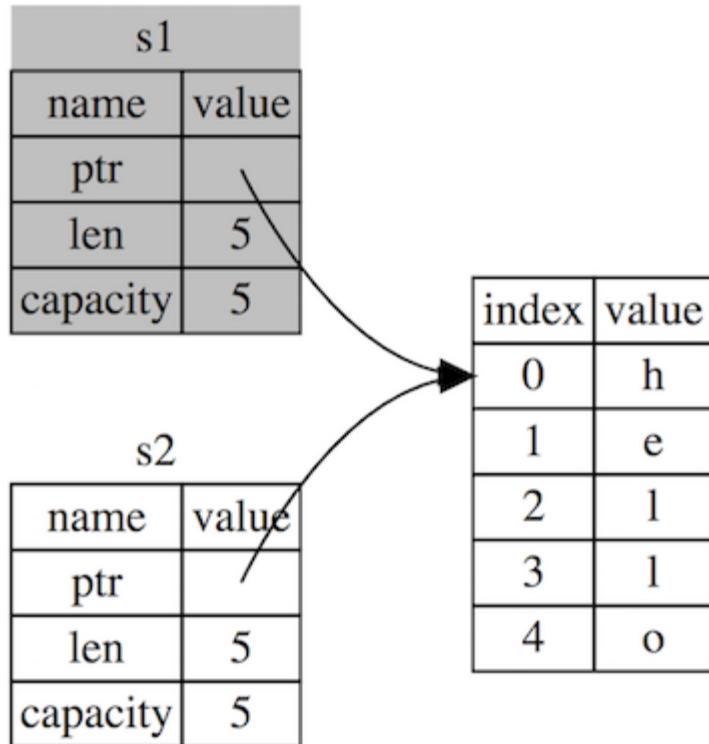 s1
name value
ptr
len 5
capacity 5
s2
name value
ptr
len 5
capacity 5
index value
0 h
1 e
2 l
3 l
4 o